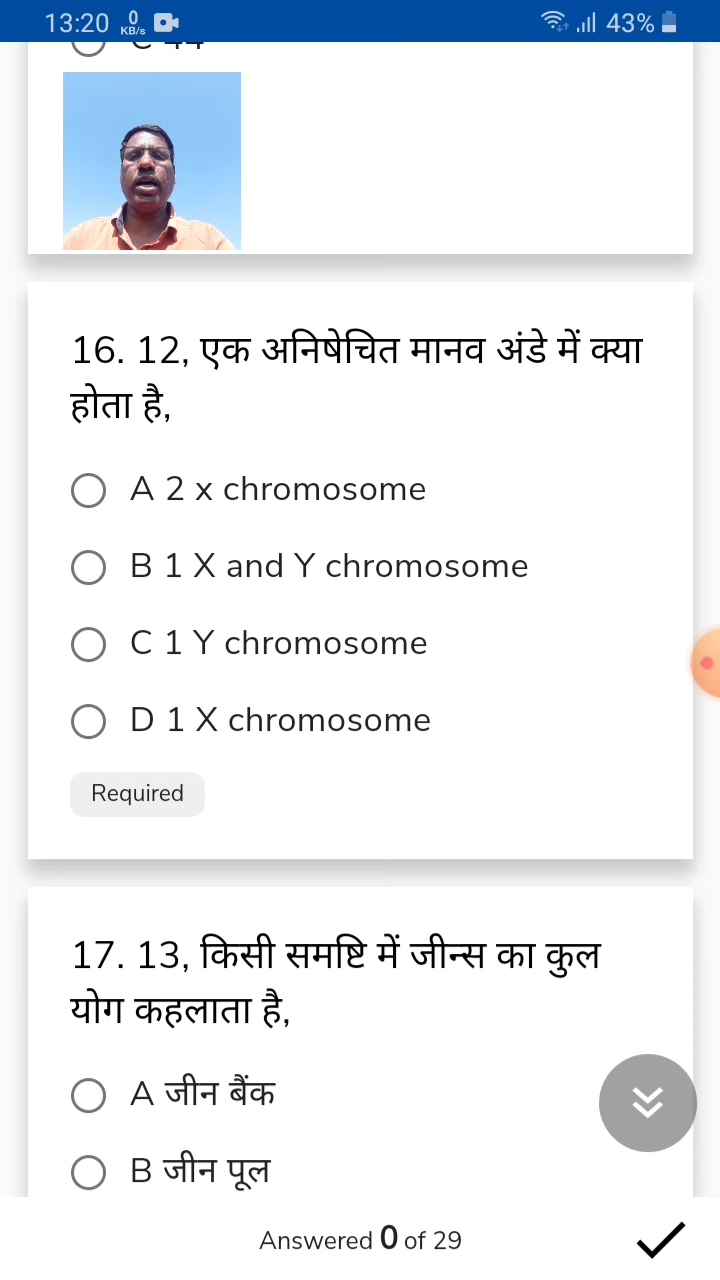 13:20 0 KB/s 43%
16. 12, एक अनिषेचित मानव अंडे में क्या
होता है,
A 2 x chromosome
B 1 X and Y chromosome
C 1 Y chromosome
D 1 X chromosome
Required
17. 13, किसी समष्टि में जीन्स का कुल
योग कहलाता है,
A जीन बैंक
B जीन पूल
Answered 0 of 29